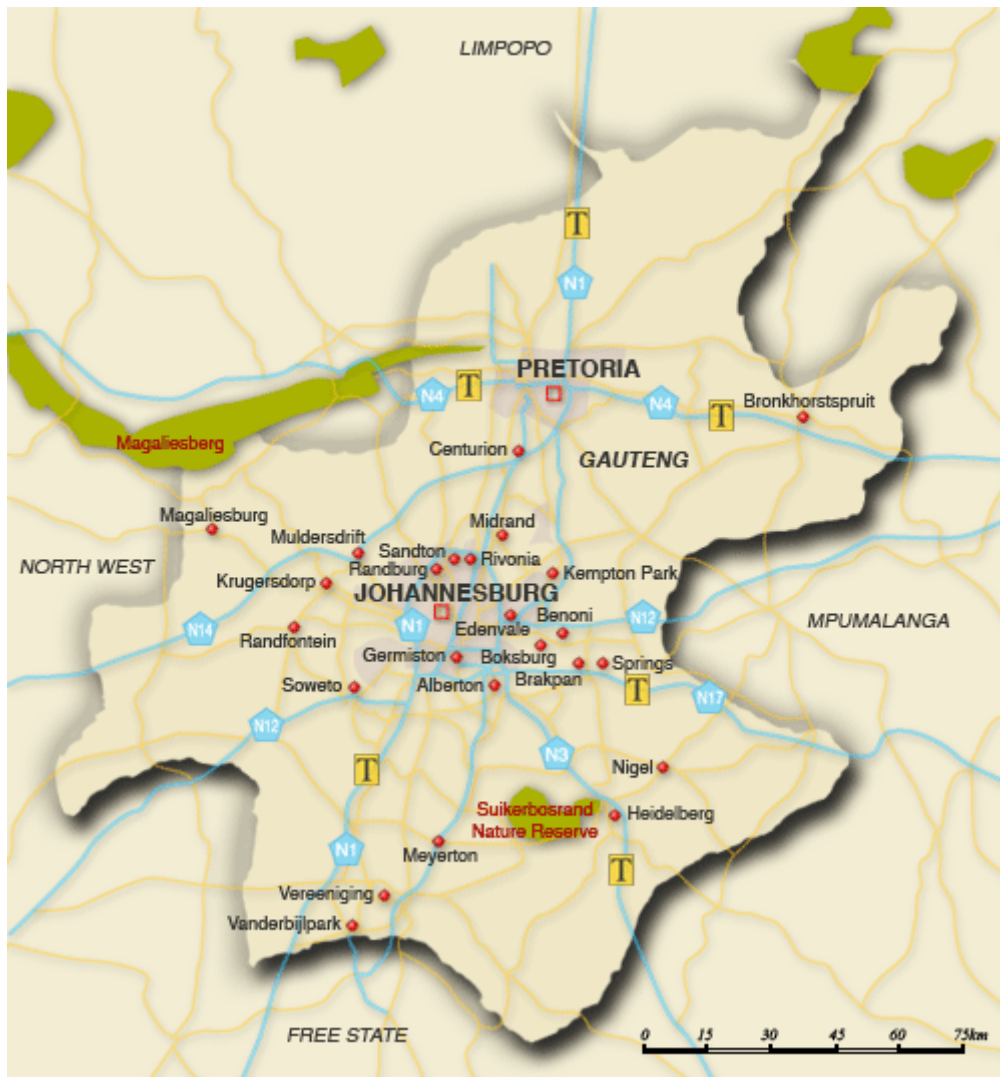 LIMPOPO
T
N1
PRETORIA
N4
T
N4
T
Bronkhorstspruit
Magaliesberg
Centurion
GAUTENG
Magaliesburg
Midrand
Muldersdrift
Sandton
Rivonia
NORTH WEST
Randburg
Kempton Park
Krugersdorp
JOHANNESBURG
N14
N1
Benoni
N12
MPUMALANGA
Edenvale
Randfontein
Germiston
Boksburg
Springs
Soweto
Alberton
Brakpan
T
N17
N12
N3
T
Nigel
Suikerbosrand
Nature Reserve
Heidelberg
N1
Meyerton
T
Vereeniging
Vanderbijlpark
FREE STATE
0 15 30 45 60 75km